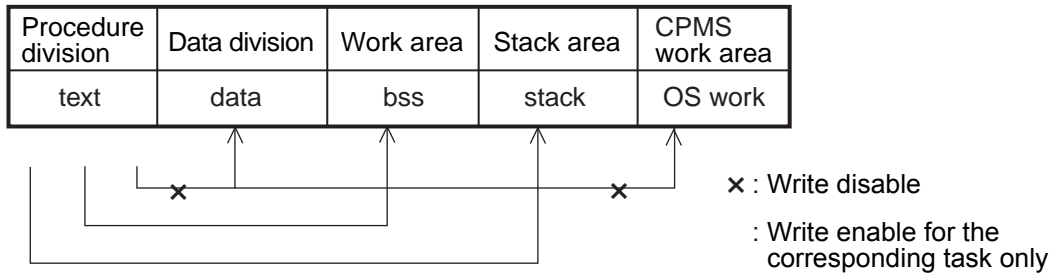 Procedure division
Data division
Work area
Stack area
CPMS work area
text
data
bss
stack
OS work
× : Write disable
: Write enable for the
corresponding task only